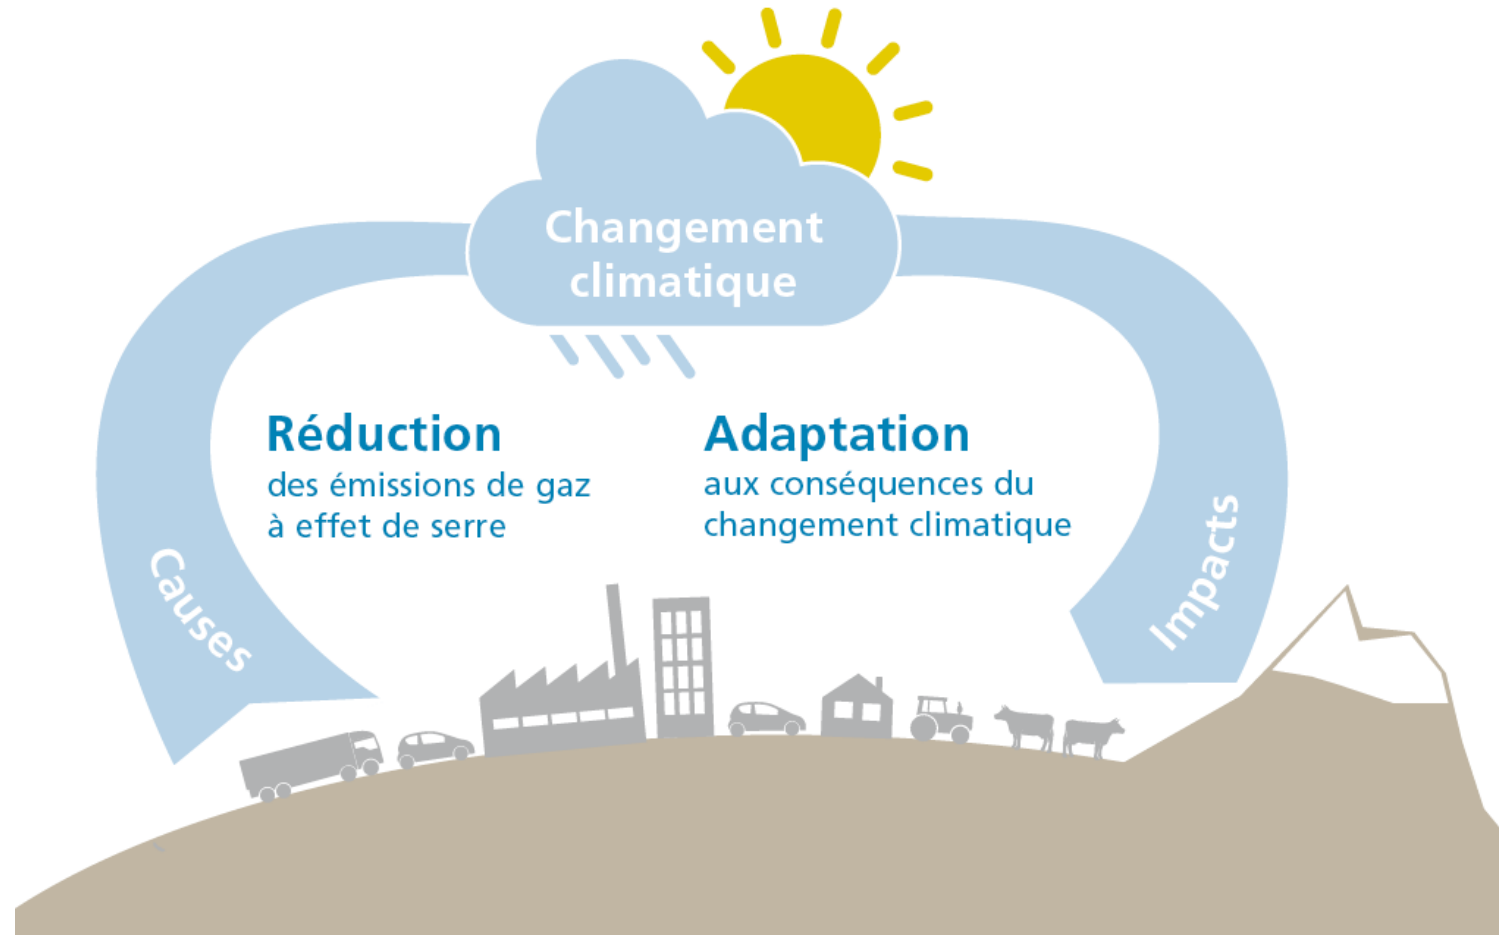 Changement
climatique
Réduction
des émissions de gaz
à effet de serre
Adaptation
aux conséquences du
changement climatique
Causes
Impacts